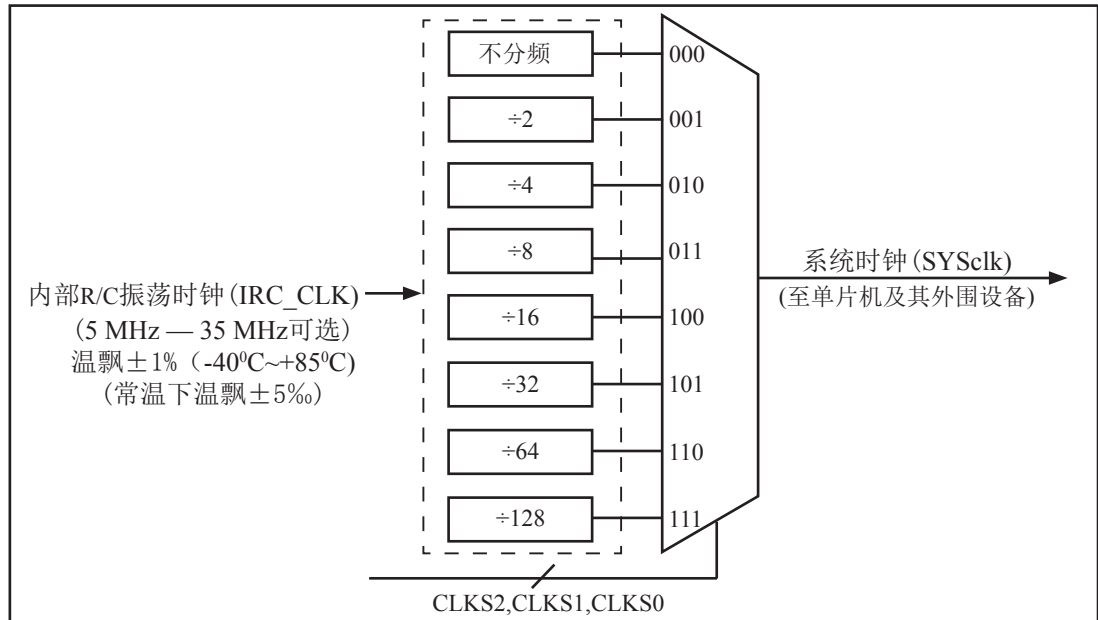 不分频
000
÷2
001
÷4
010
÷8
011
÷16
100
÷32
101
÷64
110
÷128
111
内部R/C振荡时钟(IRC_CLK)
(5 MHz — 35 MHz可选)
温飘±1%（-40⁰C~+85⁰C)
(常温下温飘±5‰)
系统时钟(SYSclk)
(至单片机及其外围设备)
CLKS2,CLKS1,CLKS0